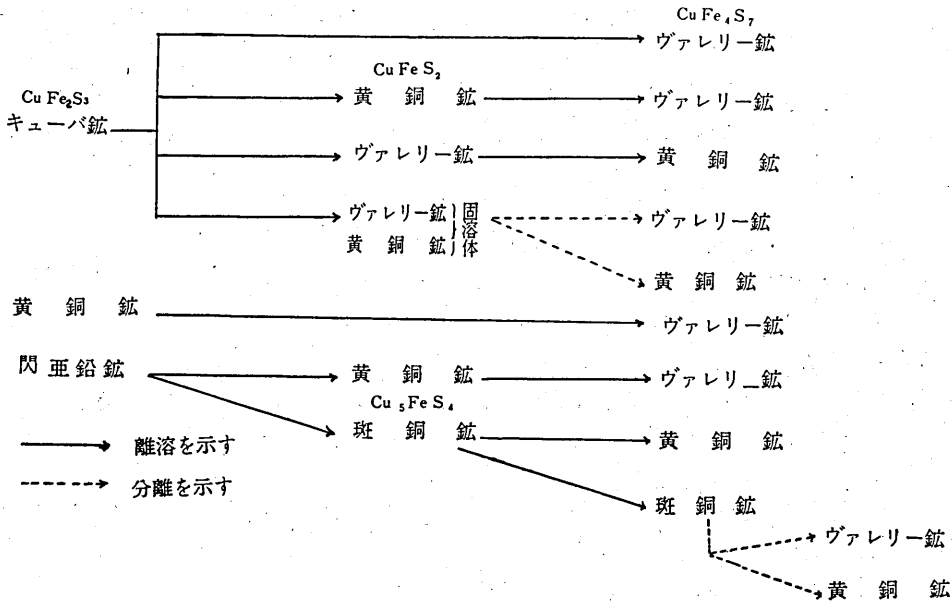 CuFe₄S₇
ヴァレリー鉱
CuFeS₂
黄銅鉱 ヴァレリー鉱
CuFe₂S₃
キューバ鉱
ヴァレリー鉱 黄銅鉱
ヴァレリー鉱 固溶体 ヴァレリー鉱
黄銅鉱
黄銅鉱
黄銅鉱 ヴァレリー鉱
閃亜鉛鉱 黄銅鉱 ヴァレリー鉱
Cu₅FeS₄
斑銅鉱 黄銅鉱
離溶を示す
分離を示す
斑銅鉱
ヴァレリー鉱
黄銅鉱